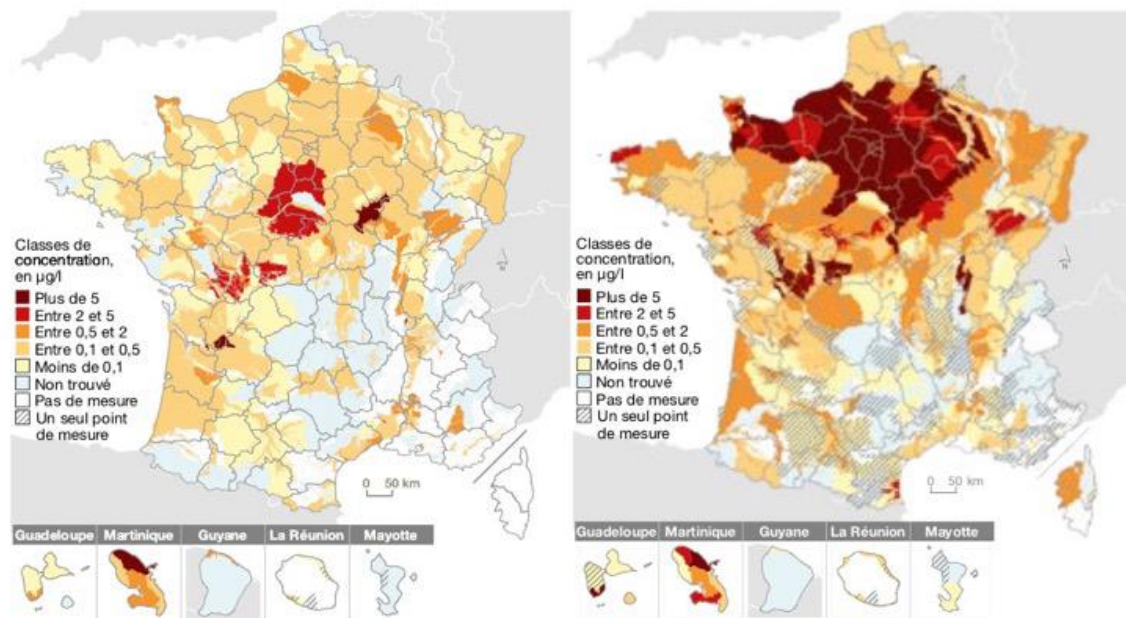 Classes de
concentration,
en µg/l
Plus de 5
Entre 2 et 5
Entre 0,5 et 2
Entre 0,1 et 0,5
Moins de 0,1
Non trouvé
Pas de mesure
Un seul point
de mesure
N
0 50 km
Guadeloupe Martinique Guyane La Réunion Mayotte
Classes de
concentration,
en µg/l
Plus de 5
Entre 2 et 5
Entre 0,5 et 2
Entre 0,1 et 0,5
Moins de 0,1
Non trouvé
Pas de mesure
Un seul point
de mesure
N
0 50 km
Guadeloupe Martinique Guyane La Réunion Mayotte